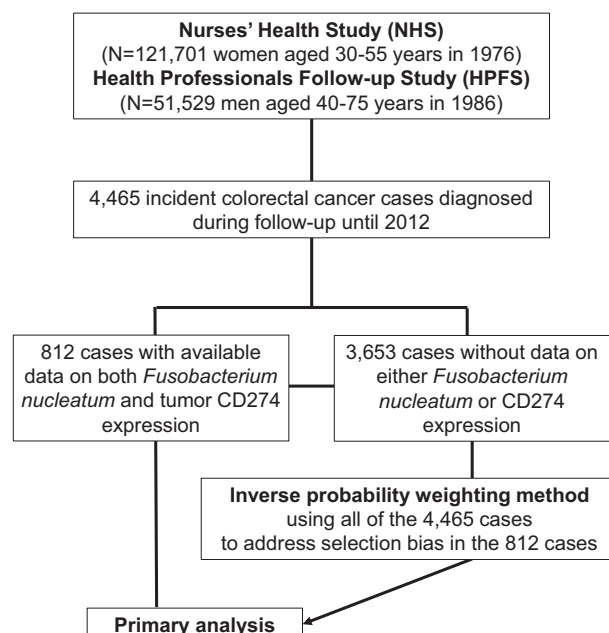 Nurses' Health Study (NHS)
(N=121,701 women aged 30-55 years in 1976)
Health Professionals Follow-up Study (HPFS)
(N=51,529 men aged 40-75 years in 1986)
4,465 incident colorectal cancer cases diagnosed
during follow-up until 2012
812 cases with available
data on both Fusobacterium
nucleatum and tumor CD274
expression
3,653 cases without data on
either Fusobacterium
nucleatum or CD274
expression
Inverse probability weighting method
using all of the 4,465 cases
to address selection bias in the 812 cases
Primary analysis